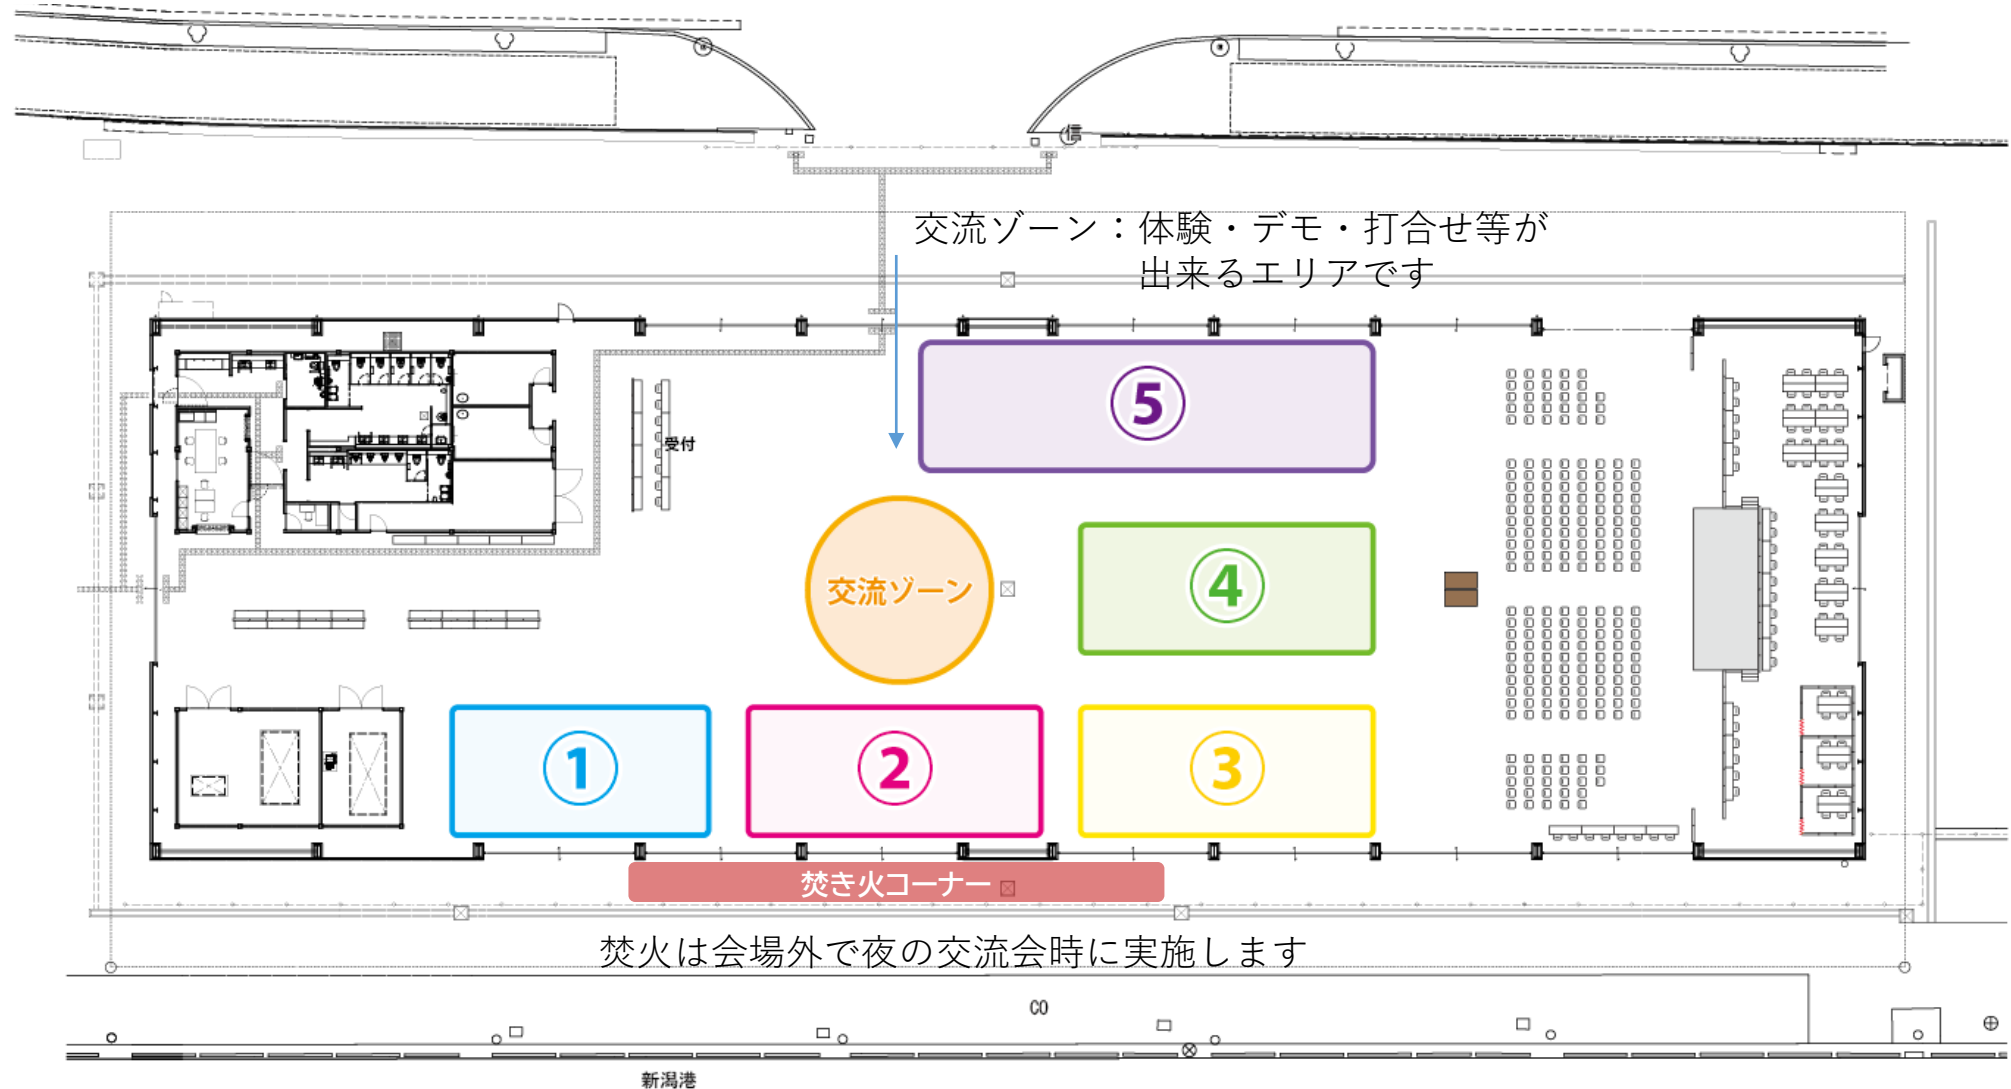 交流ゾーン：体験・デモ・打合せ等が
出来るエリアです
⑤
受付
交流ゾーン
④
①
②
③
焚き火コーナー
焚火は会場外で夜の交流会時に実施します
CO
新潟港